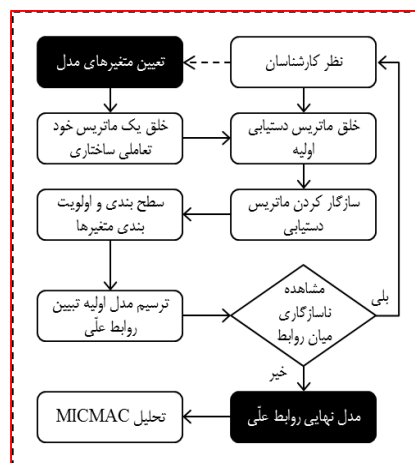 تعیین متغیرهای مدل
نظر کارشناسان
خلق یک ماتریس خود
تعاملی ساختاری
خلق ماتریس دستیابی
اولیه
سطح بندی و اولویت
بندی متغیرها
سازگار کردن ماتریس
دستیابی
ترسیم مدل اولیه تبیین
روابط علّی
مشاهده
ناسازگاری
میان روابط
بلی
خیر
مدل نهایی روابط علّی
تحلیل MICMAC